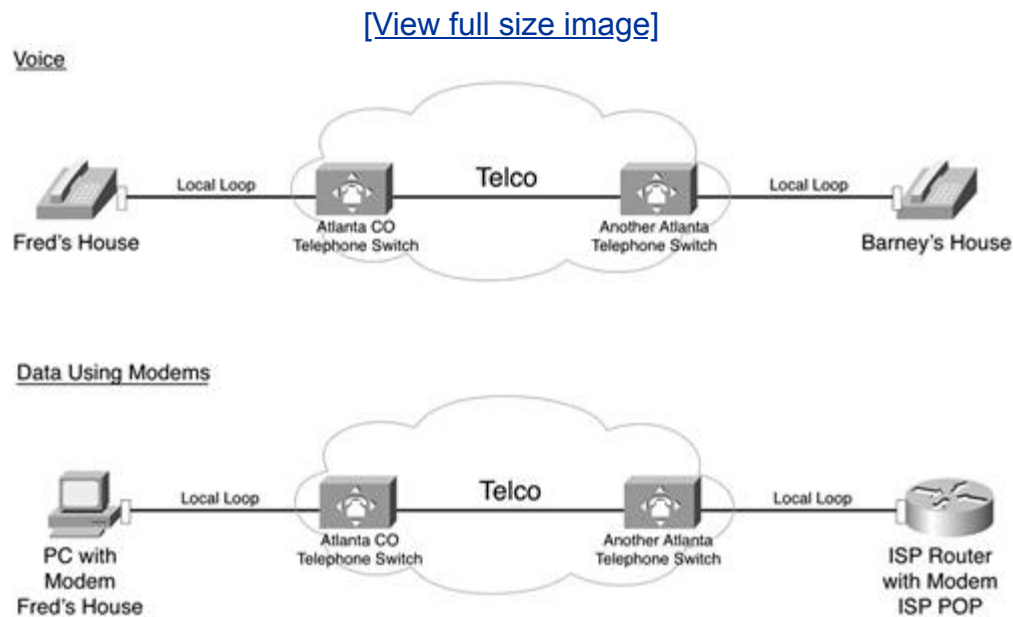 [View full size image]
Voice
Local Loop
Telco
Local Loop
Fred's House
Atlanta CO
Telephone Switch
Another Atlanta
Telephone Switch
Barney's House
Data Using Modems
Local Loop
Telco
Local Loop
PC with
Modem
Fred's House
Atlanta CO
Telephone Switch
Another Atlanta
Telephone Switch
ISP Router
with Modem
ISP POP